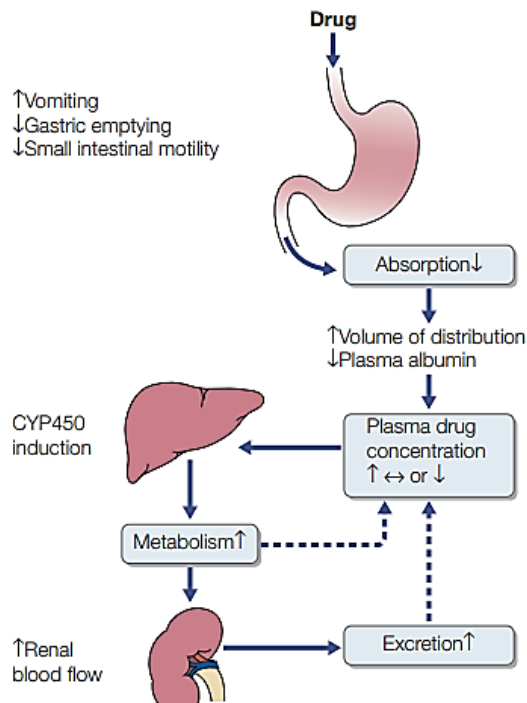 Drug
↑Vomiting
↓Gastric emptying
↓Small intestinal motility
Absorption↓
↑Volume of distribution
↓Plasma albumin
CYP450
induction
Plasma drug
concentration
↑ ↔ or ↓
Metabolism↑
↑Renal
blood flow
Excretion↑